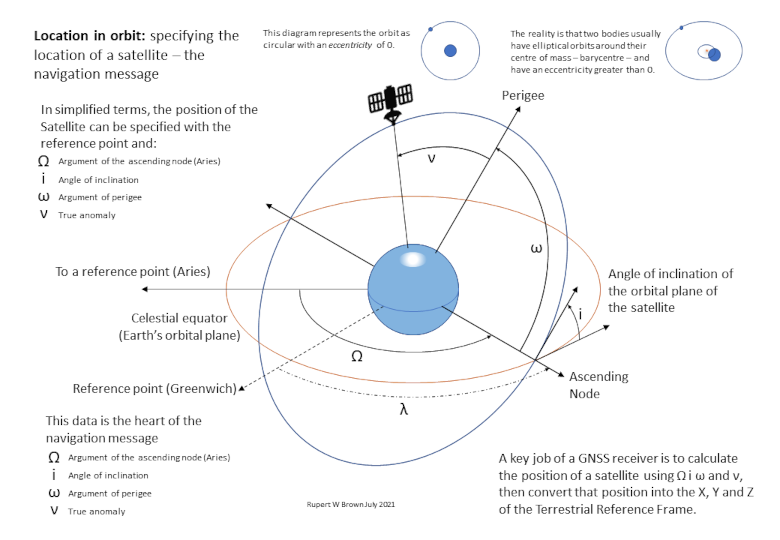 Location in orbit: specifying the
location of a satellite – the
navigation message
This diagram represents the orbit as
circular with an eccentricity of 0.
The reality is that two bodies usually
have elliptical orbits around their
centre of mass – barycentre – and
have an eccentricity greater than 0.
In simplified terms, the position of the
Satellite can be specified with the
reference point and:
Ω Argument of the ascending node (Aries)
i Angle of inclination
ω Argument of perigee
ν True anomaly
Perigee
ν
ω
To a reference point (Aries)
Celestial equator
(Earth's orbital plane)
Angle of inclination of
the orbital plane of
the satellite
i
Ω
Reference point (Greenwich)
Ascending
Node
λ
This data is the heart of the
navigation message
Ω Argument of the ascending node (Aries)
i Angle of inclination
ω Argument of perigee
ν True anomaly
Rupert W Brown July 2021
A key job of a GNSS receiver is to calculate
the position of a satellite using Ω i ω and ν,
then convert that position into the X, Y and Z
of the Terrestrial Reference Frame.